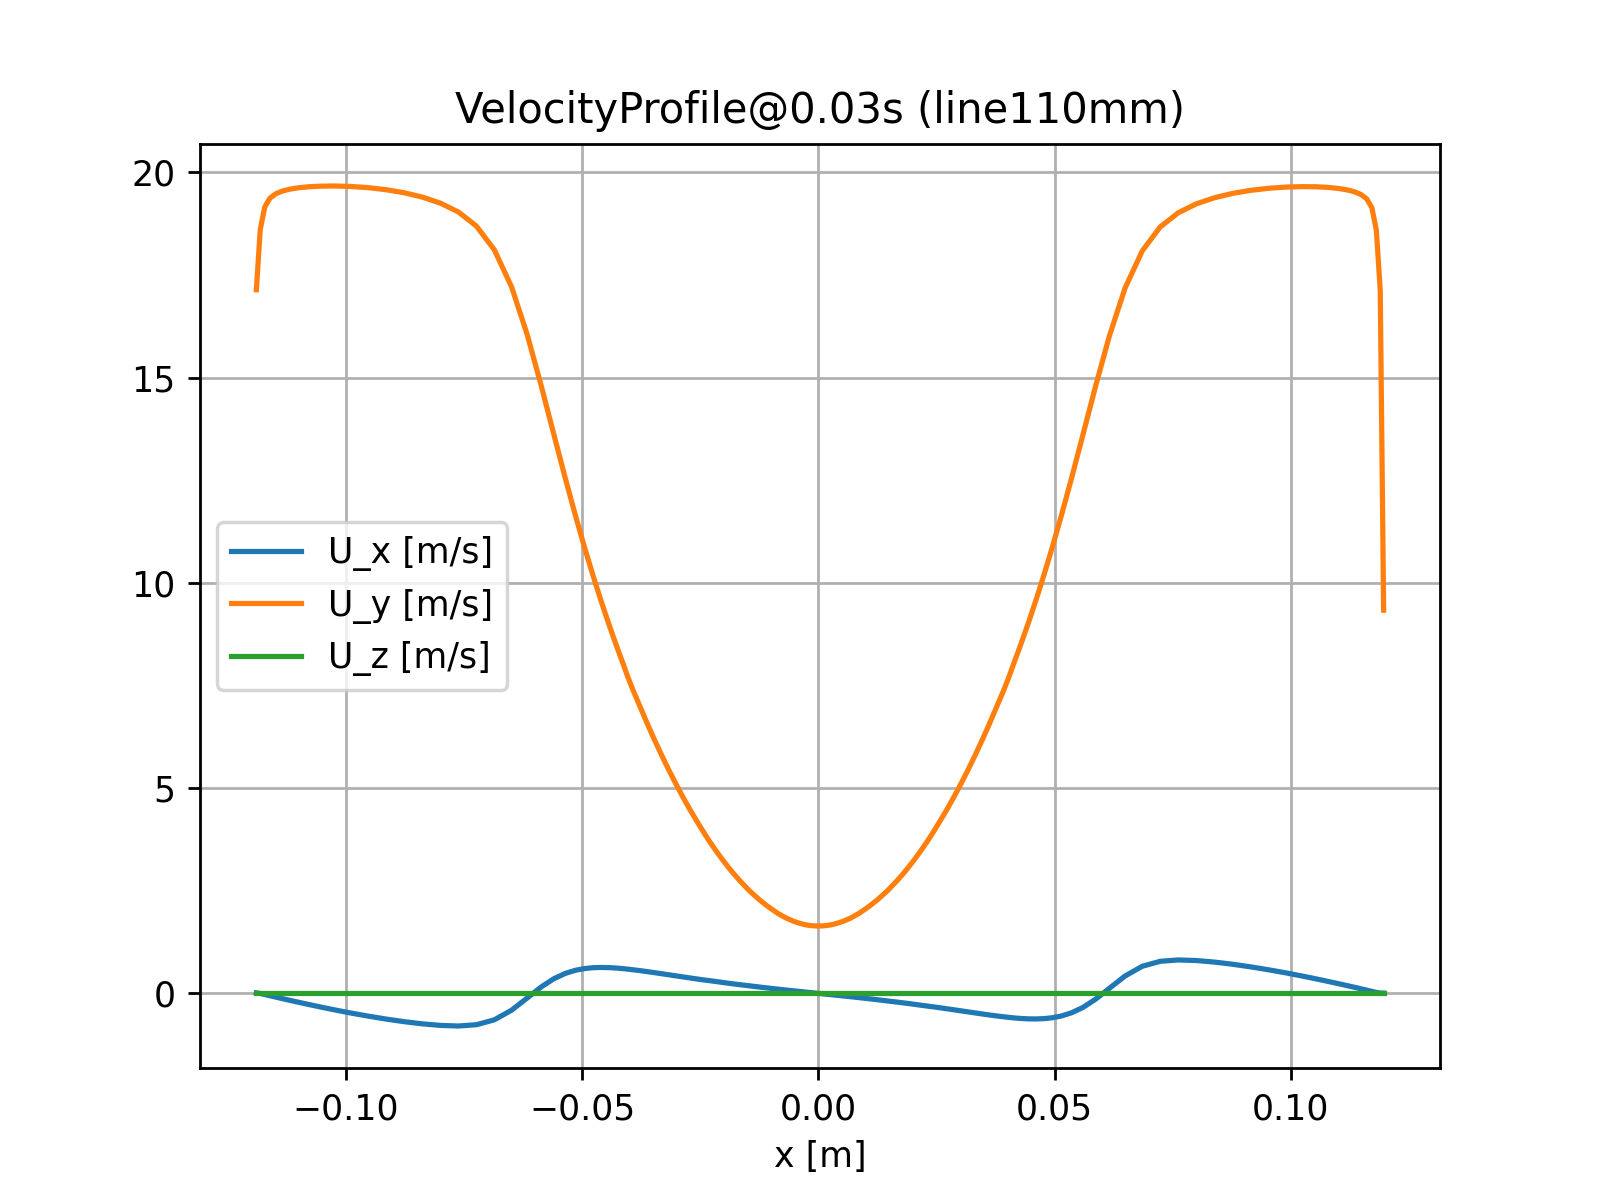 VelocityProfile@0.03s (line110mm)
20
15
10
5
0
U_x [m/s]
U_y [m/s]
U_z [m/s]
−0.10 −0.05 0.00 0.05 0.10
x [m]